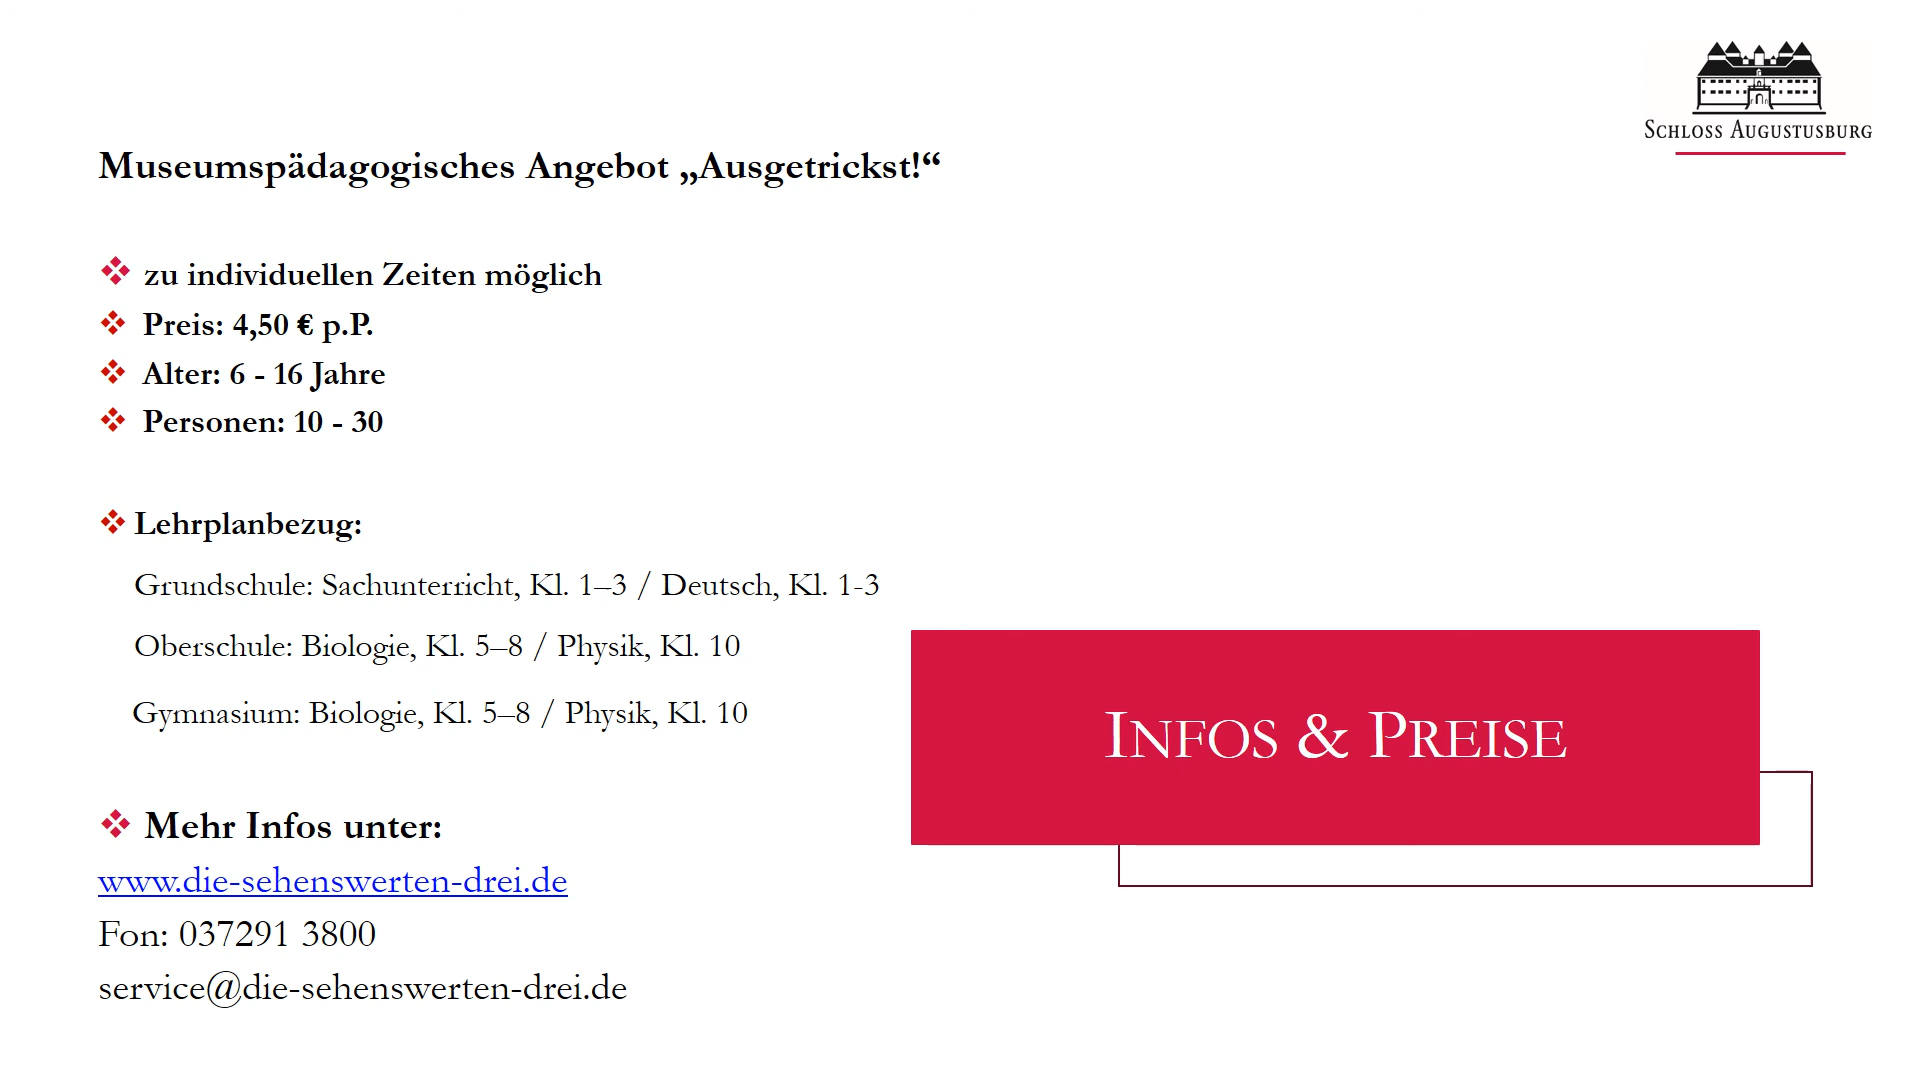 SCHLOSS AUGUSTUSBURG
Museumspädagogisches Angebot „Ausgetrickst!“
zu individuellen Zeiten möglich
Preis: 4,50 € p.P.
Alter: 6 - 16 Jahre
Personen: 10 - 30
Lehrplanbezug:
Grundschule: Sachunterricht, Kl. 1–3 / Deutsch, Kl. 1-3
Oberschule: Biologie, Kl. 5–8 / Physik, Kl. 10
Gymnasium: Biologie, Kl. 5–8 / Physik, Kl. 10
INFOS & PREISE
Mehr Infos unter:
www.die-sehenswerten-drei.de
Fon: 037291 3800
service@die-sehenswerten-drei.de